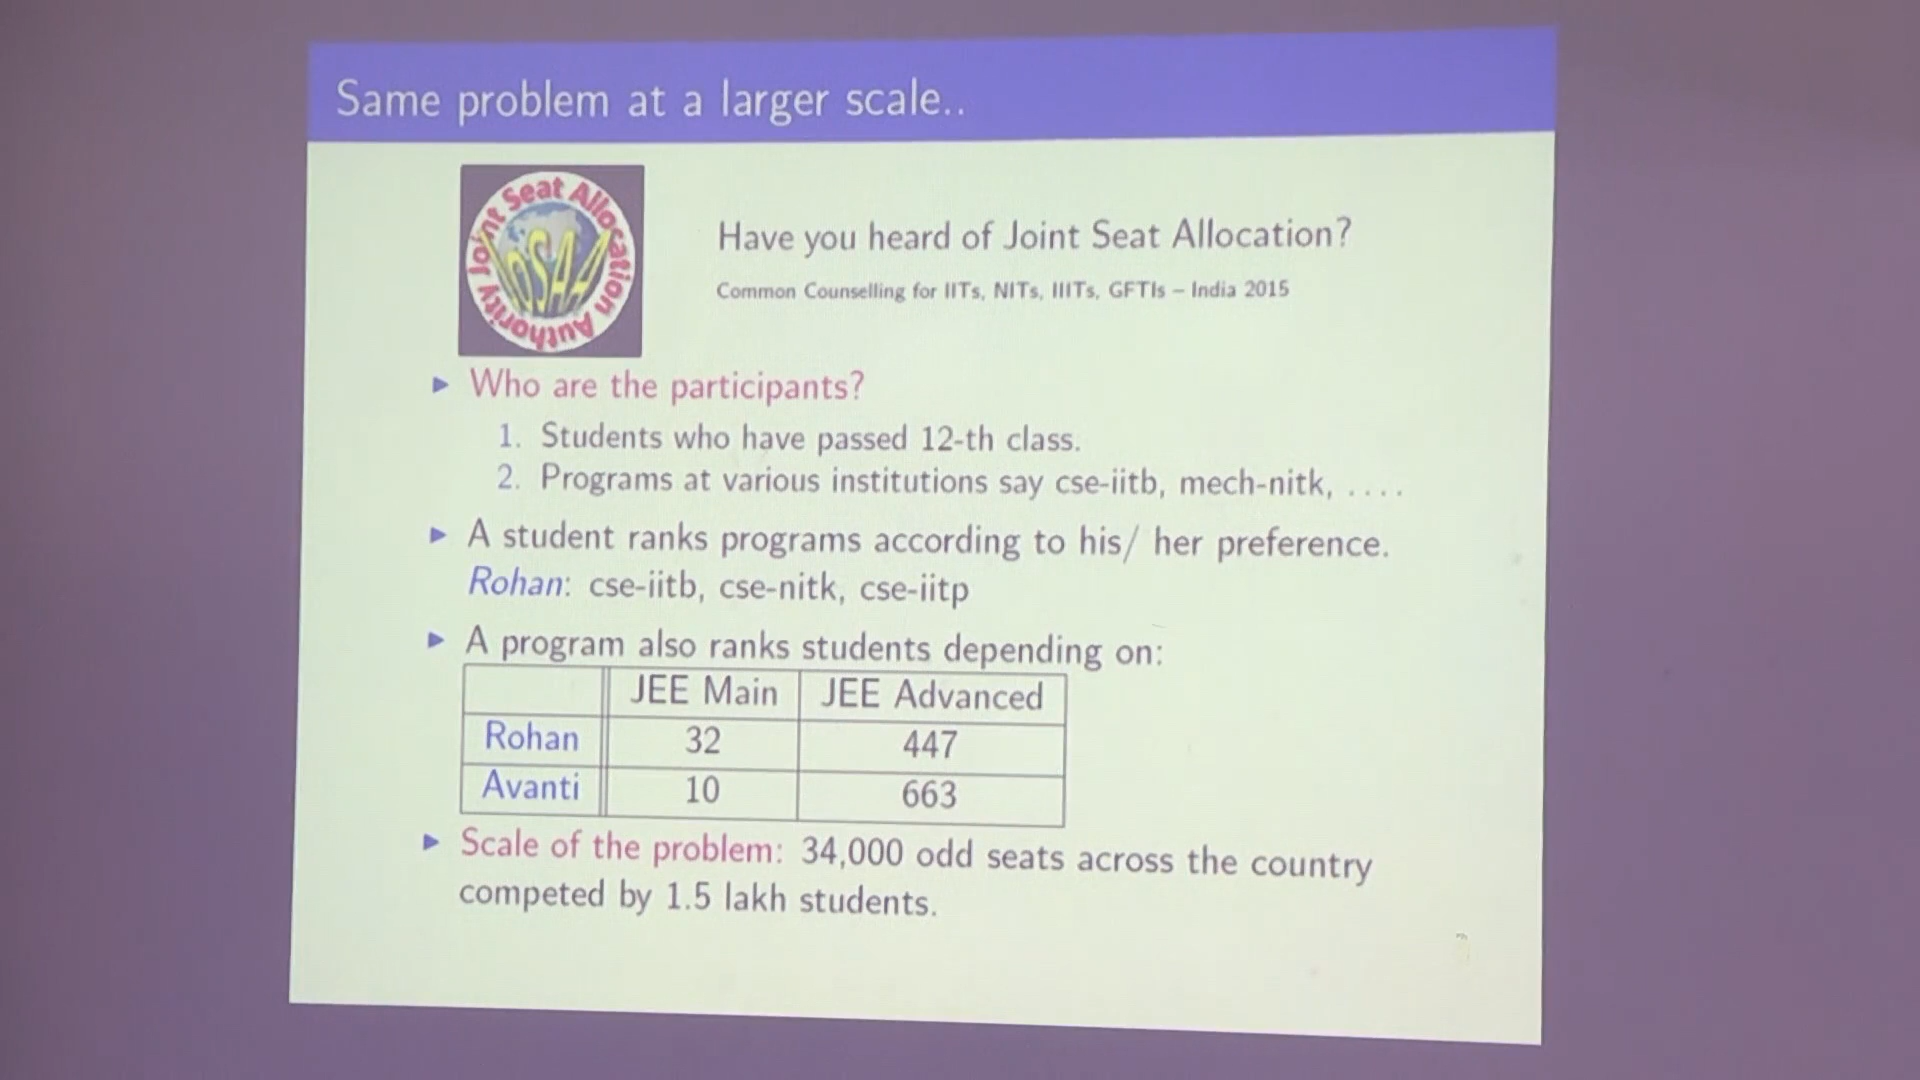 Same problem at a larger scale..
Joint Seat Allocation Authority
JoSAA
Have you heard of Joint Seat Allocation?
Common Counselling for IITs, NITs, IIITs, GFTIs – India 2015
▶ Who are the participants?
1. Students who have passed 12-th class.
2. Programs at various institutions say cse-iitb, mech-nitk, ....
▶ A student ranks programs according to his/ her preference.
Rohan: cse-iitb, cse-nitk, cse-iitp
▶ A program also ranks students depending on:
JEE Main JEE Advanced
Rohan 32 447
Avanti 10 663
▶ Scale of the problem: 34,000 odd seats across the country
competed by 1.5 lakh students.